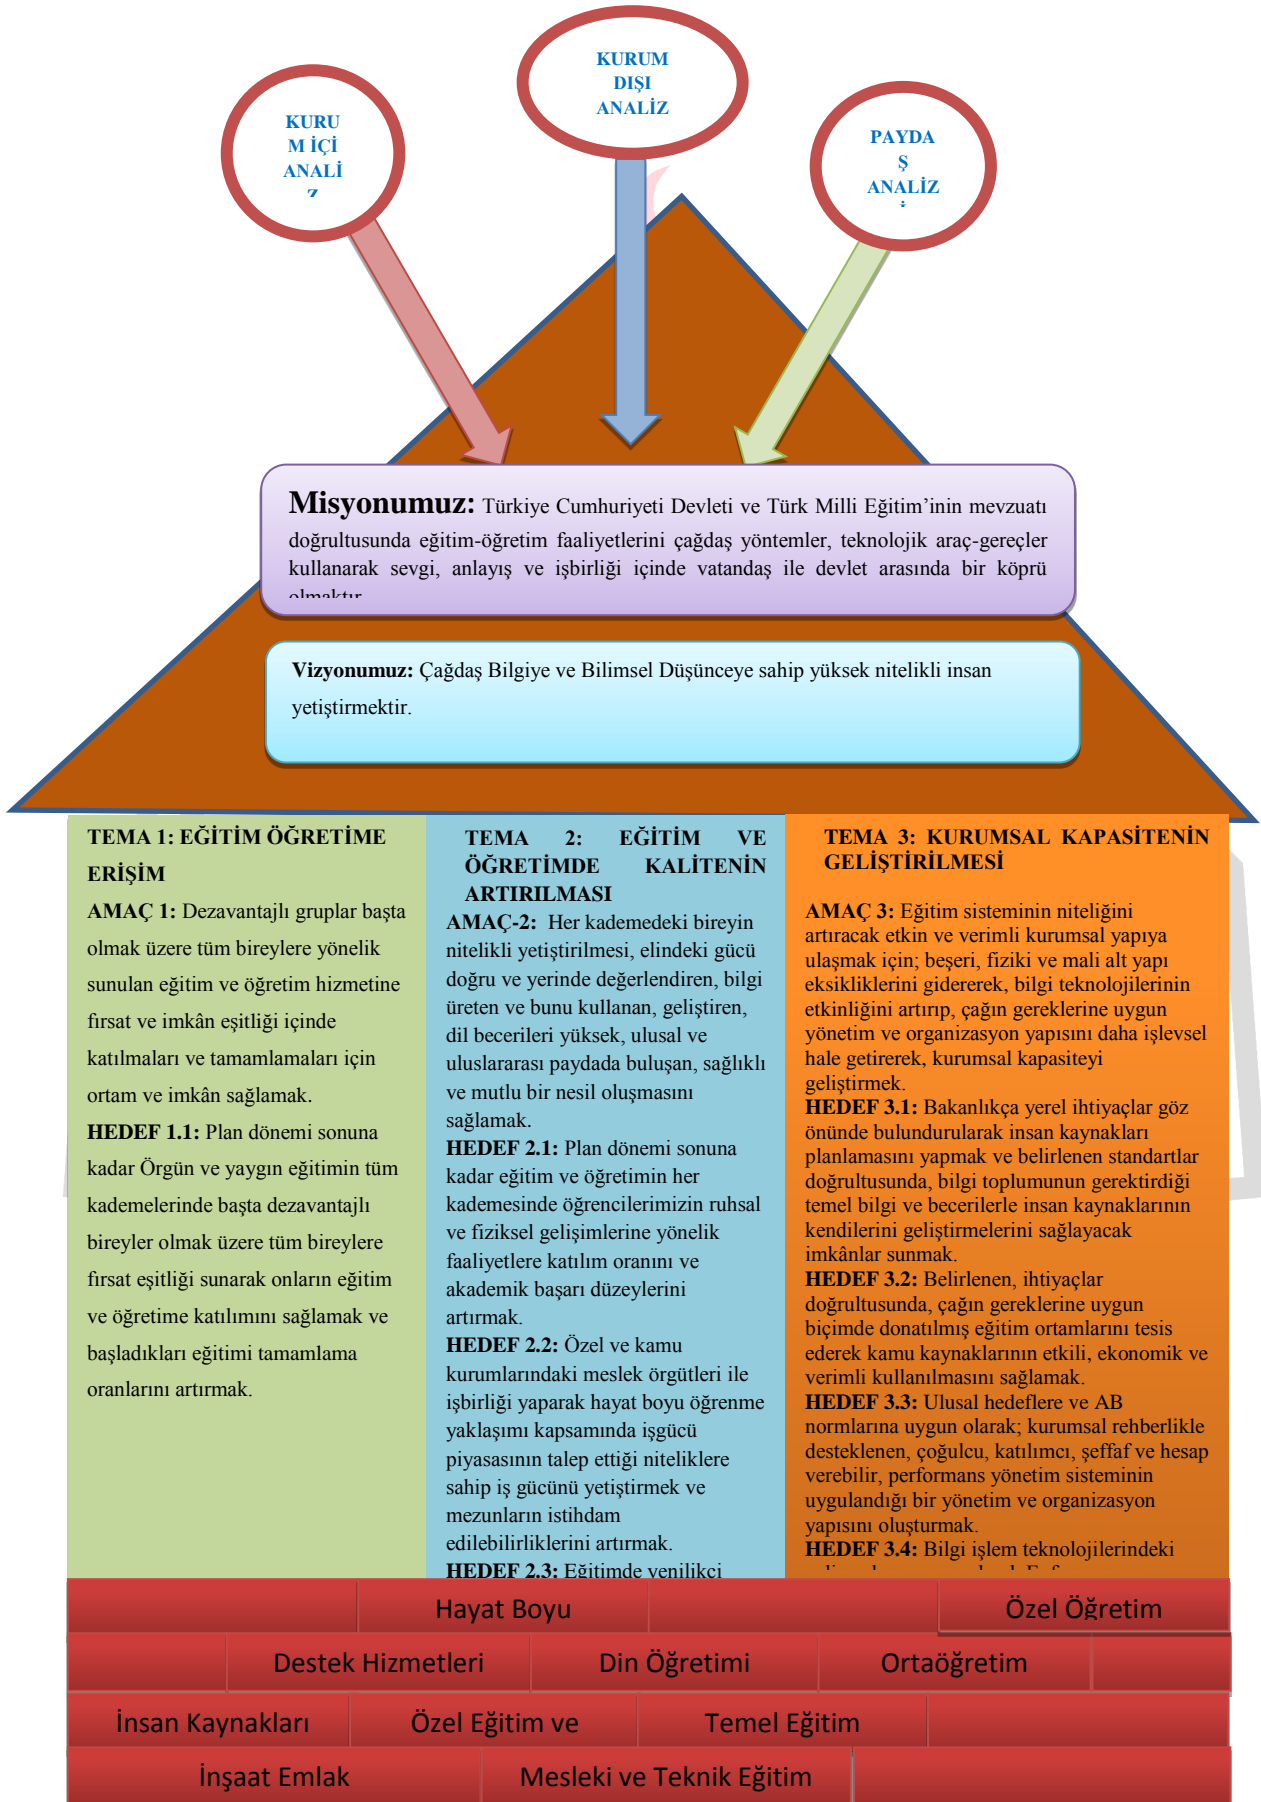 KURUM
DIŞI
ANALİZ
KURU
M İÇİ
ANALİ
Z
PAYDA
Ş
ANALİZ
İ
Misyonumuz: Türkiye Cumhuriyeti Devleti ve Türk Milli Eğitim’inin mevzuatı
doğrultusunda eğitim-öğretim faaliyetlerini çağdaş yöntemler, teknolojik araç-gereçler
kullanarak sevgi, anlayış ve işbirliği içinde vatandaş ile devlet arasında bir köprü
olmaktır.
Vizyonumuz: Çağdaş Bilgiye ve Bilimsel Düşünceye sahip yüksek nitelikli insan
yetiştirmektir.
TEMA 1: EĞİTİM ÖĞRETİME
ERİŞİM
AMAÇ 1: Dezavantajlı gruplar başta
olmak üzere tüm bireylere yönelik
sunulan eğitim ve öğretim hizmetine
fırsat ve imkân eşitliği içinde
katılmaları ve tamamlamaları için
ortam ve imkân sağlamak.
HEDEF 1.1: Plan dönemi sonuna
kadar Örgün ve yaygın eğitimin tüm
kademelerinde başta dezavantajlı
bireyler olmak üzere tüm bireylere
fırsat eşitliği sunarak onların eğitim
ve öğretime katılımını sağlamak ve
başladıkları eğitimi tamamlama
oranlarını artırmak.
TEMA 2: EĞİTİM VE
ÖĞRETİMDE KALİTENİN
ARTIRILMASI
AMAÇ-2: Her kademedeki bireyin
nitelikli yetiştirilmesi, elindeki gücü
doğru ve yerinde değerlendiren, bilgi
üreten ve bunu kullanan, geliştiren,
dil becerileri yüksek, ulusal ve
uluslararası paydada buluşan, sağlıklı
ve mutlu bir nesil oluşmasını
sağlamak.
HEDEF 2.1: Plan dönemi sonuna
kadar eğitim ve öğretimin her
kademesinde öğrencilerimizin ruhsal
ve fiziksel gelişimlerine yönelik
faaliyetlere katılım oranını ve
akademik başarı düzeylerini
artırmak.
HEDEF 2.2: Özel ve kamu
kurumlarındaki meslek örgütleri ile
işbirliği yaparak hayat boyu öğrenme
yaklaşımı kapsamında işgücü
piyasasının talep ettiği niteliklere
sahip iş gücünü yetiştirmek ve
mezunların istihdam
edilebilirliklerini artırmak.
HEDEF 2.3: Eğitimde yenilikçi
TEMA 3: KURUMSAL KAPASİTENİN
GELİŞTİRİLMESİ
AMAÇ 3: Eğitim sisteminin niteliğini
artıracak etkin ve verimli kurumsal yapıya
ulaşmak için; beşeri, fiziki ve mali alt yapı
eksikliklerini gidererek, bilgi teknolojilerinin
etkinliğini artırıp, çağın gereklerine uygun
yönetim ve organizasyon yapısını daha işlevsel
hale getirerek, kurumsal kapasiteyi
geliştirmek.
HEDEF 3.1: Bakanlıkça yerel ihtiyaçlar göz
önünde bulundurularak insan kaynakları
planlamasını yapmak ve belirlenen standartlar
doğrultusunda, bilgi toplumunun gerektirdiği
temel bilgi ve becerilerle insan kaynaklarının
kendilerini geliştirmelerini sağlayacak
imkânlar sunmak.
HEDEF 3.2: Belirlenen, ihtiyaçlar
doğrultusunda, çağın gereklerine uygun
biçimde donatılmış eğitim ortamlarını tesis
ederek kamu kaynaklarının etkili, ekonomik ve
verimli kullanılmasını sağlamak.
HEDEF 3.3: Ulusal hedeflere ve AB
normlarına uygun olarak; kurumsal rehberlikle
desteklenen, çoğulcu, katılımcı, şeffaf ve hesap
verebilir, performans yönetim sisteminin
uygulandığı bir yönetim ve organizasyon
yapısını oluşturmak.
HEDEF 3.4: Bilgi işlem teknolojilerindeki
Hayat Boyu
Özel Öğretim
Destek Hizmetleri
Din Öğretimi
Ortaöğretim
İnsan Kaynakları
Özel Eğitim ve
Temel Eğitim
İnşaat Emlak
Mesleki ve Teknik Eğitim